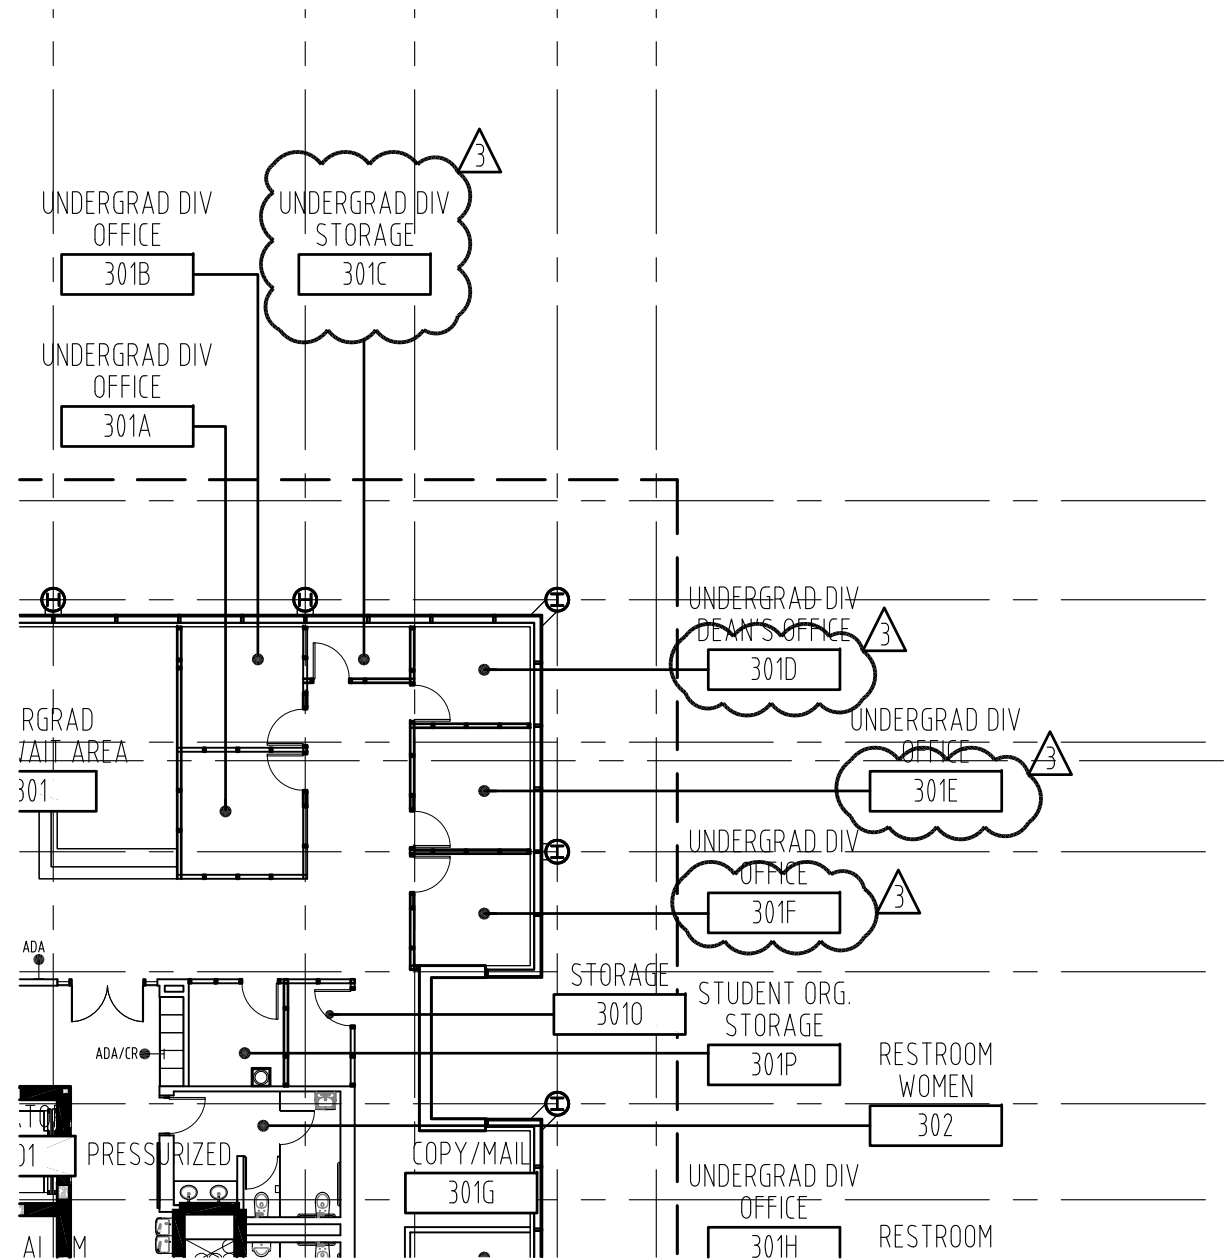 3
UNDERGRAD DIV
OFFICE
301B
UNDERGRAD DIV
STORAGE
301C
UNDERGRAD DIV
OFFICE
301A
UNDERGRAD DIV
DEAN'S OFFICE
301D
3
RGRAD
WAIT AREA
301
UNDERGRAD DIV
OFFICE
301E
3
UNDERGRAD DIV
OFFICE
301F
3
ADA
STORAGE
301O
STUDENT ORG.
STORAGE
301P
ADA/CR
RESTROOM
WOMEN
302
PRESSURIZED
COPY/MAIL
301G
UNDERGRAD DIV
OFFICE
301H
RESTROOM